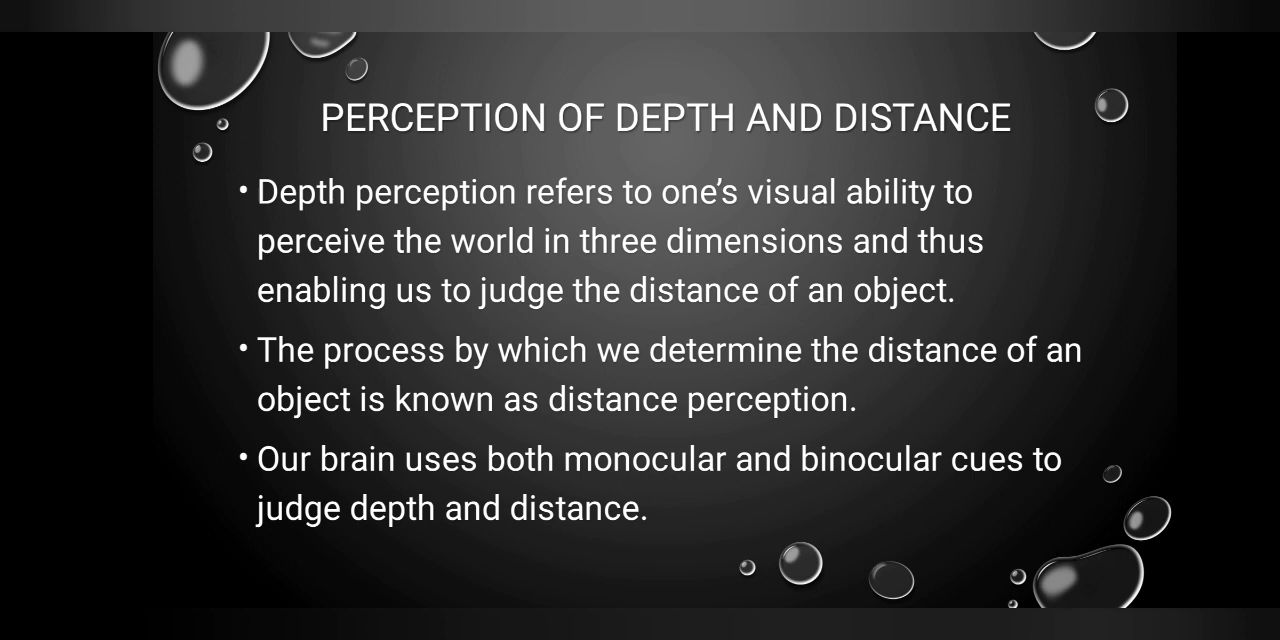 PERCEPTION OF DEPTH AND DISTANCE
• Depth perception refers to one’s visual ability to
perceive the world in three dimensions and thus
enabling us to judge the distance of an object.
• The process by which we determine the distance of an
object is known as distance perception.
• Our brain uses both monocular and binocular cues to
judge depth and distance.